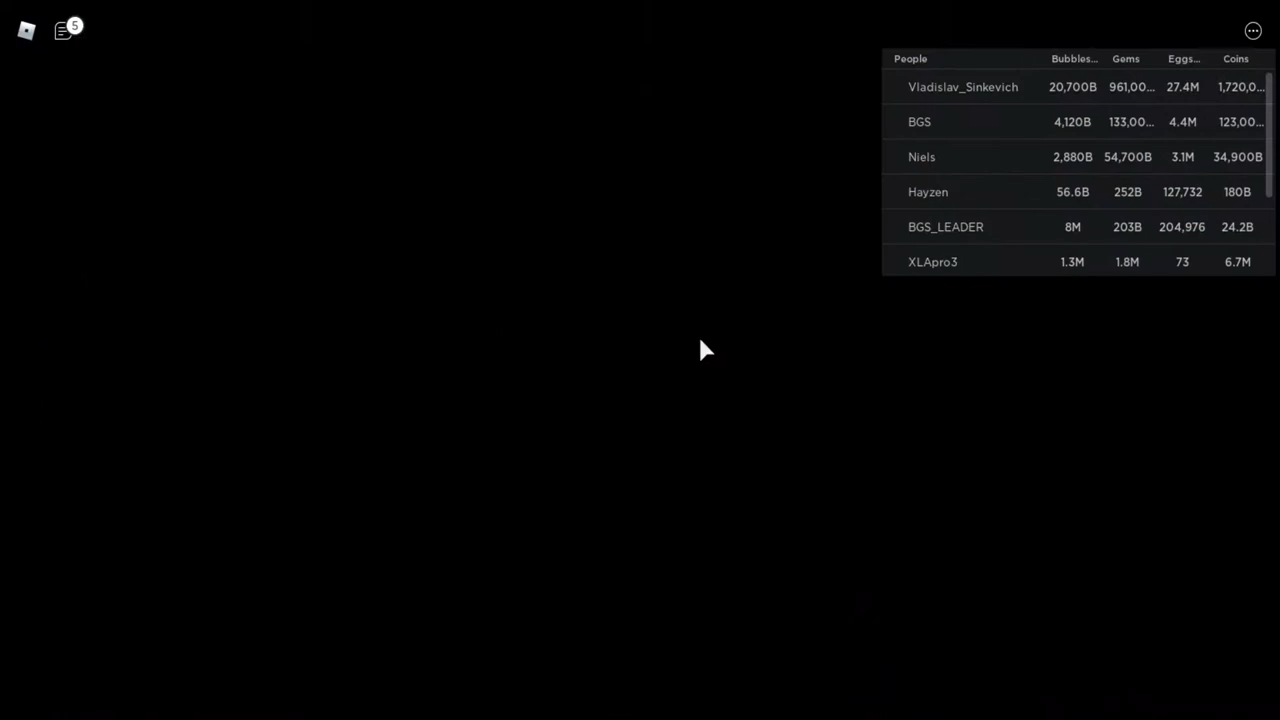 5
People Bubbles... Gems Eggs... Coins
Vladislav_Sinkevich 20,700B 961,00... 27.4M 1,720,0...
BGS 4,120B 133,00... 4.4M 123,00...
Niels 2,880B 54,700B 3.1M 34,900B
Hayzen 56.6B 252B 127,732 180B
BGS_LEADER 8M 203B 204,976 24.2B
XLApro3 1.3M 1.8M 73 6.7M